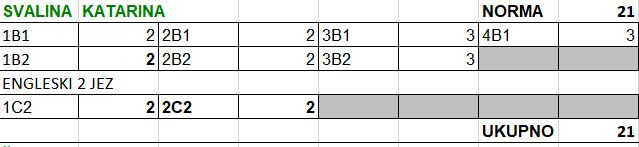 SVALINA KATARINA NORMA 21
1B1 2 2B1 2 3B1 3 4B1 3
1B2 2 2B2 2 3B2 3
ENGLESKI 2 JEZ
1C2 2 2C2 2
UKUPNO 21